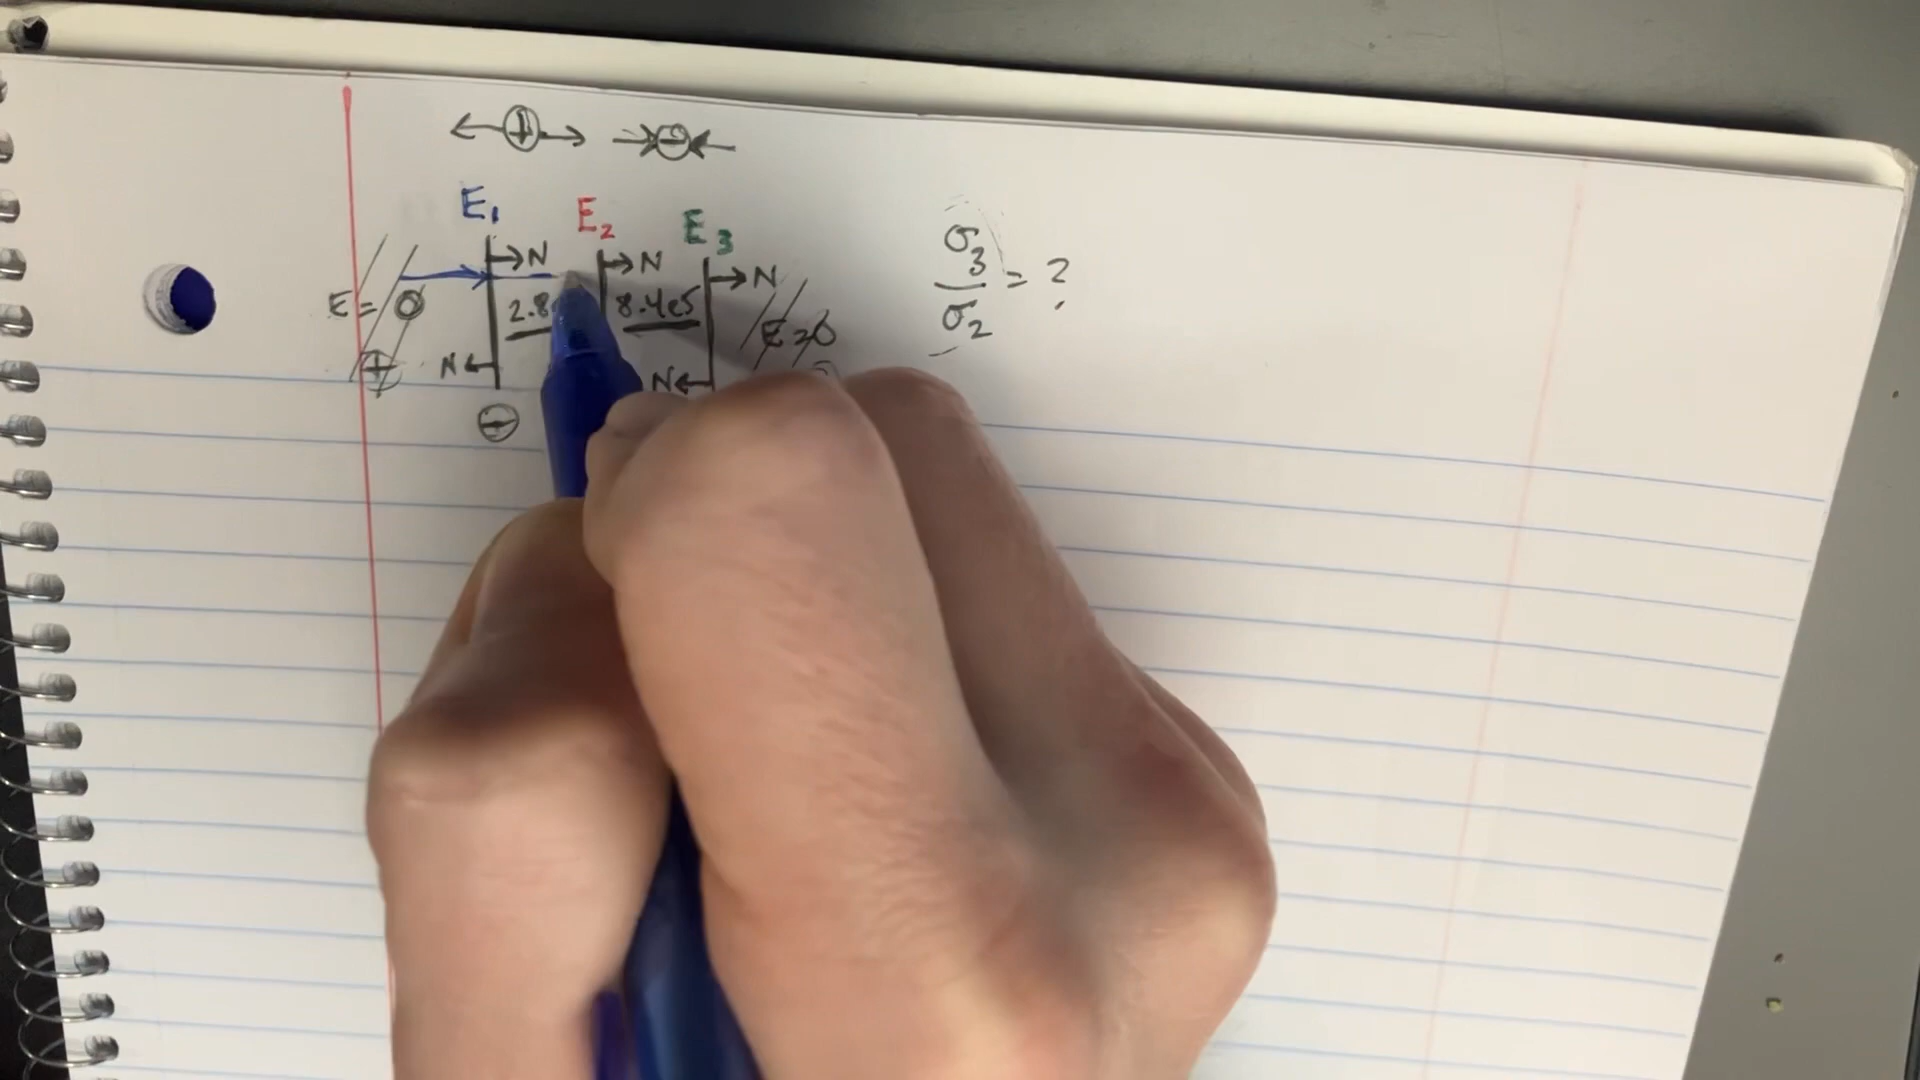 ⊕ ⊖
E₁ E₂ E₃
N N N
E = 0 2.8 8.4e5 E = 0
⊕ N N
⊖
σ₃/σ₂ = ?